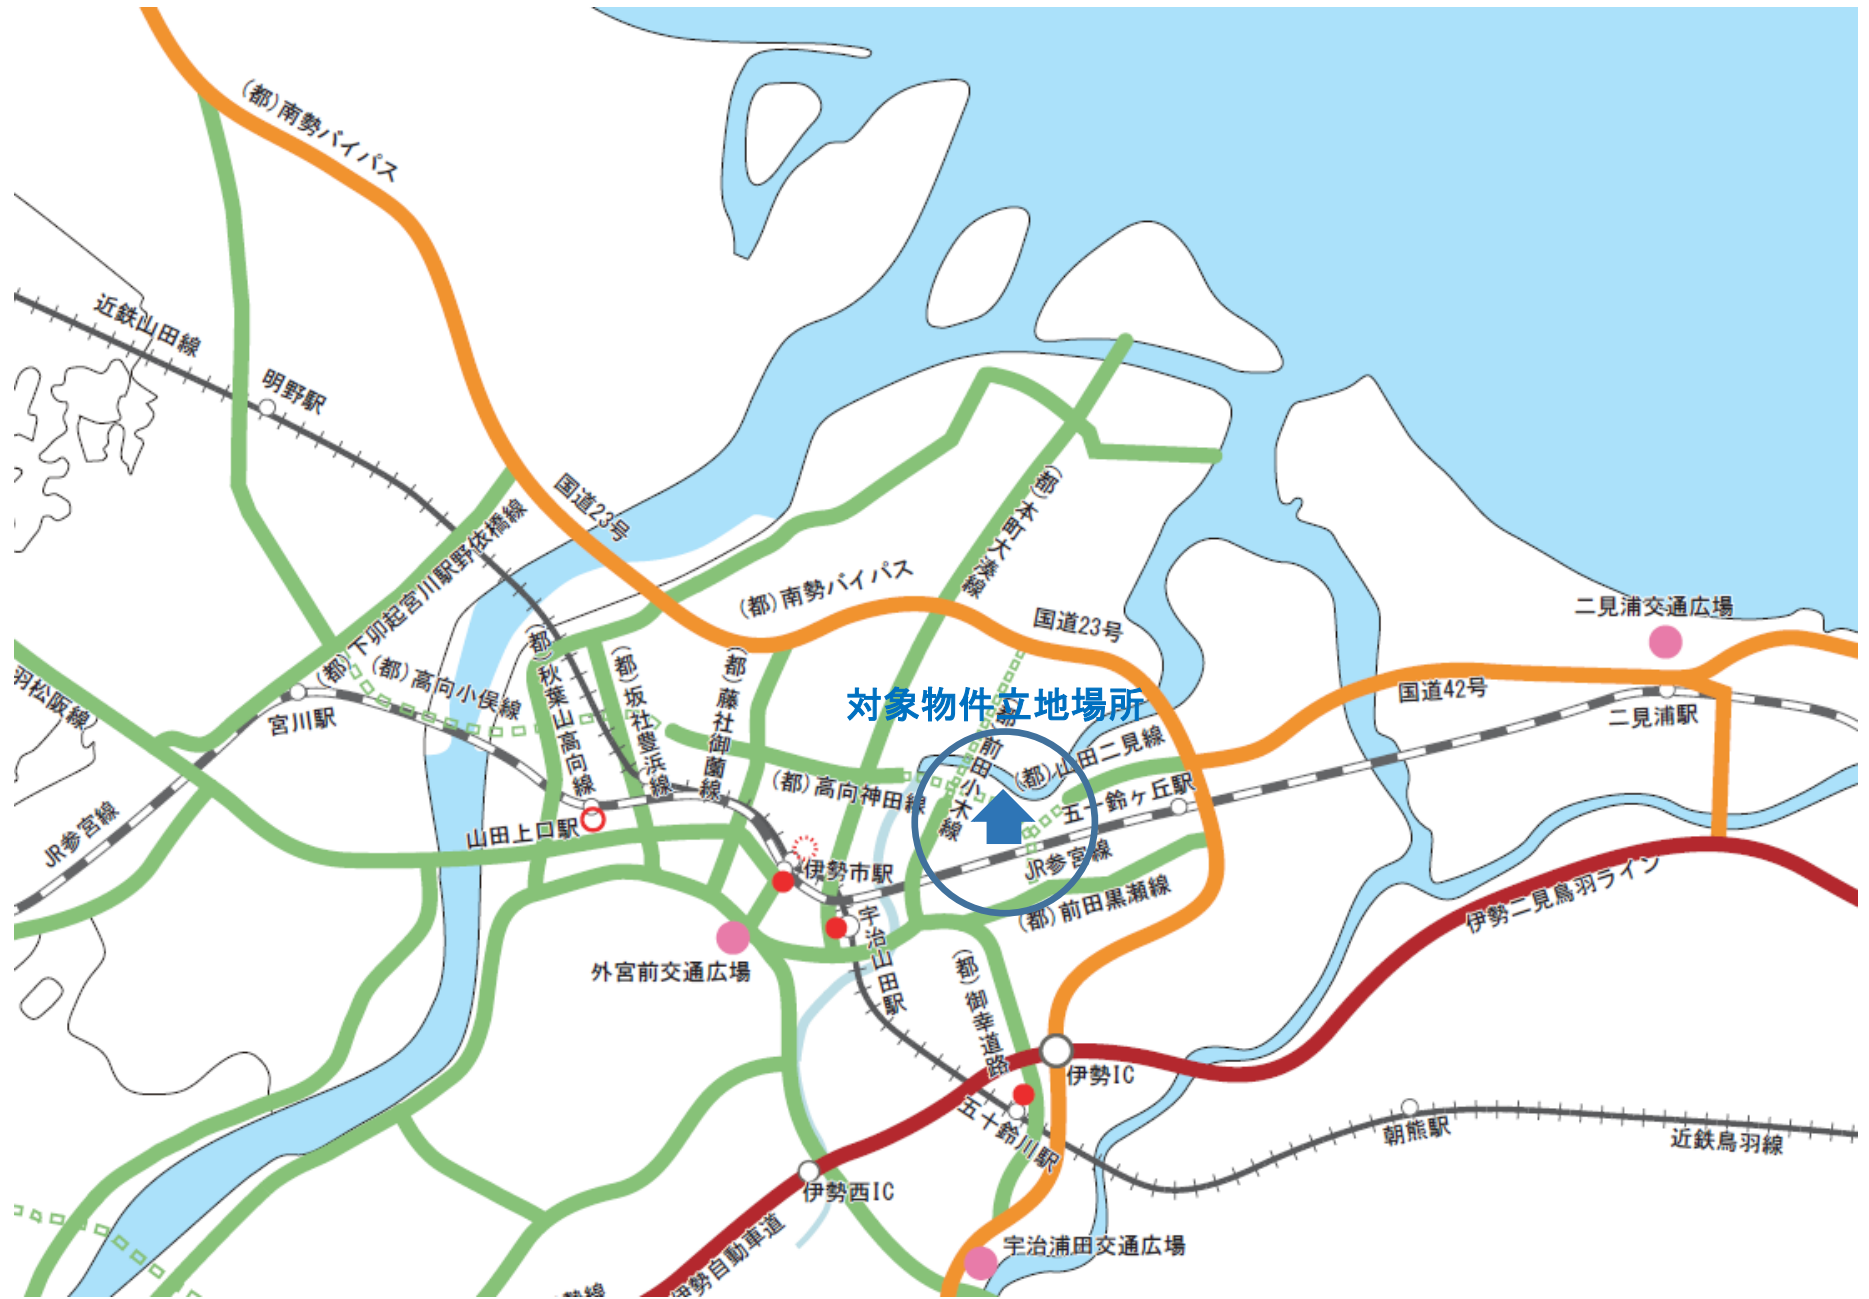 (都)南勢バイパス
近鉄山田線
明野駅
国道23号
(都)下卯起宮川駅野依橋線
(都)本町大湊線
(都)南勢バイパス
国道23号
二見浦交通広場
羽松阪線)
(都)高向小俣線
宮川駅
(都)秋葉山高向線
(都)坂社豊浜線
(都)藤社御薗線
対象物件立地場所
国道42号
二見浦駅
(都)前田小木線
(都)山田二見線
(都)高向神田線
五十鈴ヶ丘駅
JR参宮線
山田上口駅
伊勢市駅
JR参宮線
(都)前田黒瀬線
伊勢二見鳥羽ライン
宇治山田駅
外宮前交通広場
(都)御幸道路
伊勢IC
五十鈴川駅
朝熊駅
近鉄鳥羽線
伊勢西IC
伊勢自動車道
宇治浦田交通広場
勢線